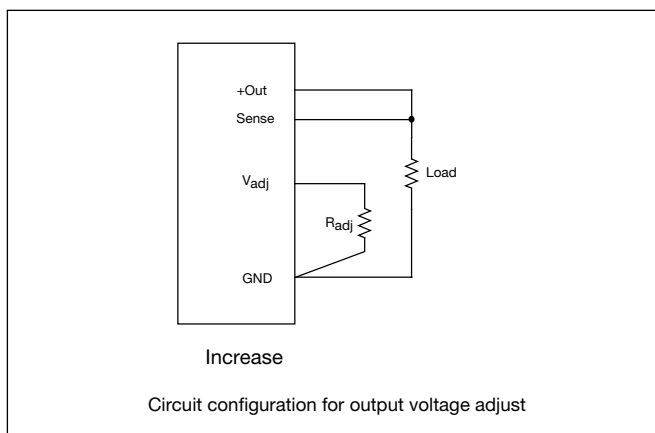 +Out
Sense
Vadj
Load
Radj
GND
Increase
Circuit configuration for output voltage adjust